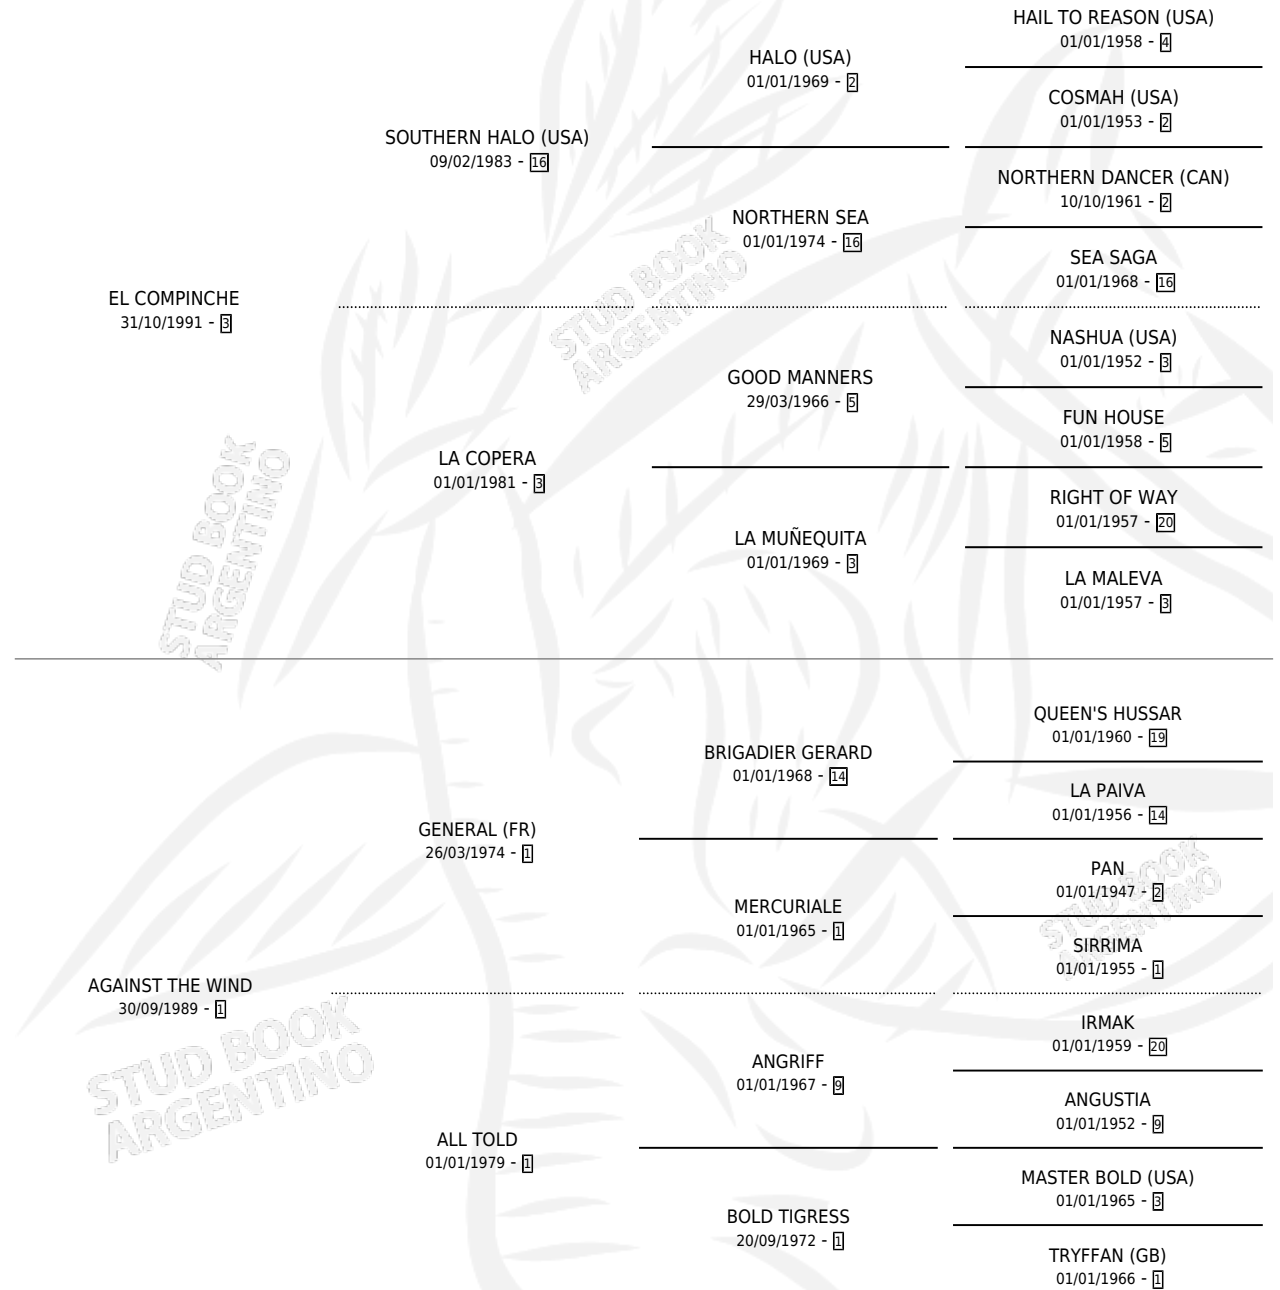 HAIL TO REASON (USA)
01/01/1958 - 4
HALO (USA)
01/01/1969 - 2
COSMAH (USA)
01/01/1953 - 2
SOUTHERN HALO (USA)
09/02/1983 - 16
NORTHERN DANCER (CAN)
10/10/1961 - 2
NORTHERN SEA
01/01/1974 - 16
SEA SAGA
01/01/1968 - 16
EL COMPINCHE
31/10/1991 - 3
NASHUA (USA)
01/01/1952 - 3
GOOD MANNERS
29/03/1966 - 5
FUN HOUSE
01/01/1958 - 5
LA COPERA
01/01/1981 - 3
RIGHT OF WAY
01/01/1957 - 20
LA MUÑEQUITA
01/01/1969 - 3
LA MALEVA
01/01/1957 - 3
QUEEN'S HUSSAR
01/01/1960 - 19
BRIGADIER GERARD
01/01/1968 - 14
LA PAIVA
01/01/1956 - 14
GENERAL (FR)
26/03/1974 - 1
PAN
01/01/1947 - 2
MERCURIALE
01/01/1965 - 1
SIRRIMA
01/01/1955 - 1
AGAINST THE WIND
30/09/1989 - 1
IRMAK
01/01/1959 - 20
ANGRIFF
01/01/1967 - 9
ANGUSTIA
01/01/1952 - 9
ALL TOLD
01/01/1979 - 1
MASTER BOLD (USA)
01/01/1965 - 3
BOLD TIGRESS
20/09/1972 - 1
TRYFFAN (GB)
01/01/1966 - 1
STUD BOOK
ARGENTINO
STUD BOOK
ARGENTINO
STUD BOOK
ARGENTINO
STUD BOOK
ARGENTINO